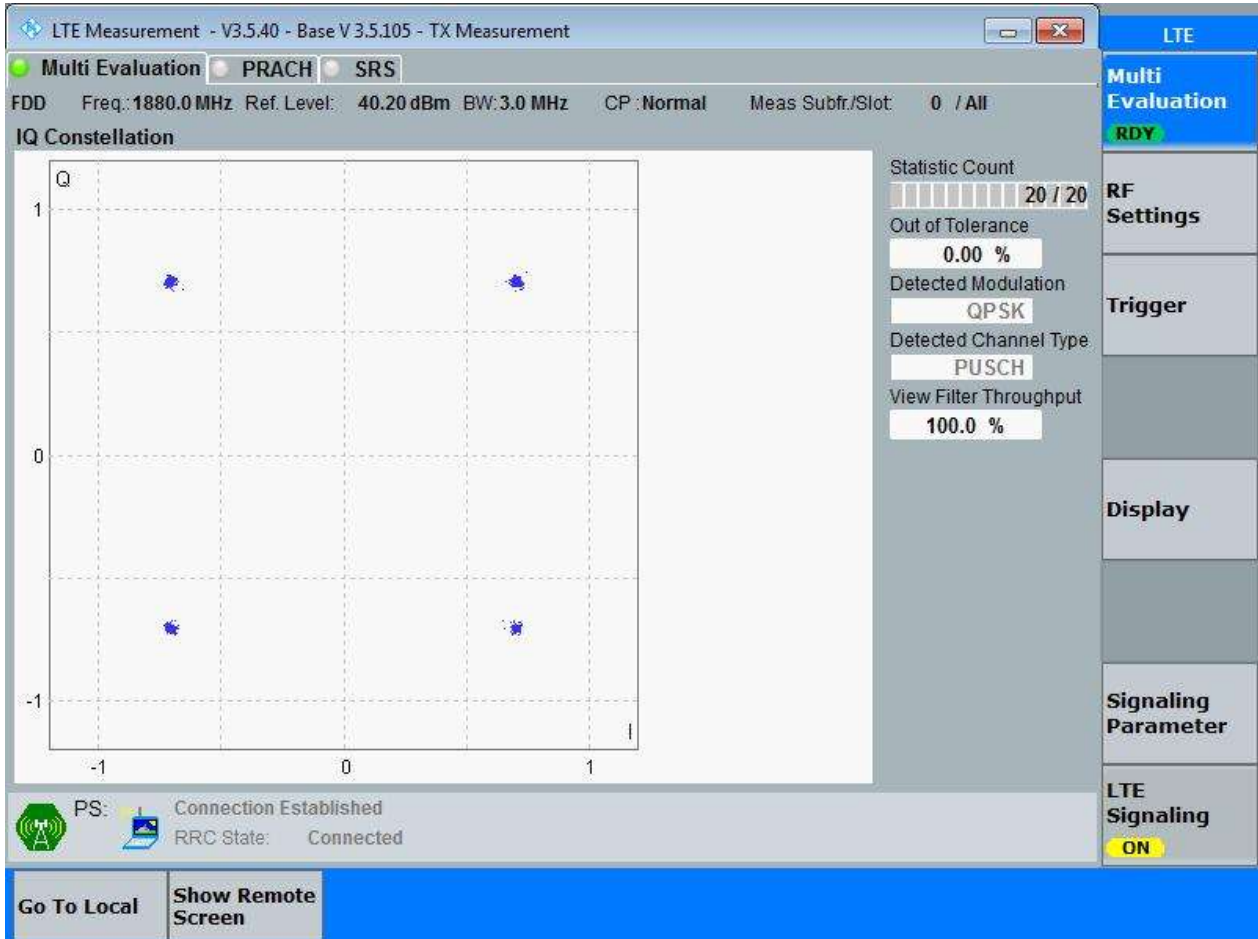 LTE Measurement - V3.5.40 - Base V 3.5.105 - TX Measurement
LTE
Multi Evaluation PRACH SRS
Multi
Evaluation
RDY
FDD Freq.: 1880.0 MHz Ref. Level: 40.20 dBm BW: 3.0 MHz CP : Normal Meas Subfr./Slot: 0 / All
IQ Constellation
Q
1
0
-1
I
-1 0 1
Statistic Count
20 / 20
Out of Tolerance
0.00 %
Detected Modulation
QPSK
Detected Channel Type
PUSCH
View Filter Throughput
100.0 %
RF
Settings
Trigger
Display
Signaling
Parameter
LTE
Signaling
ON
PS: Connection Established
RRC State: Connected
Go To Local
Show Remote
Screen